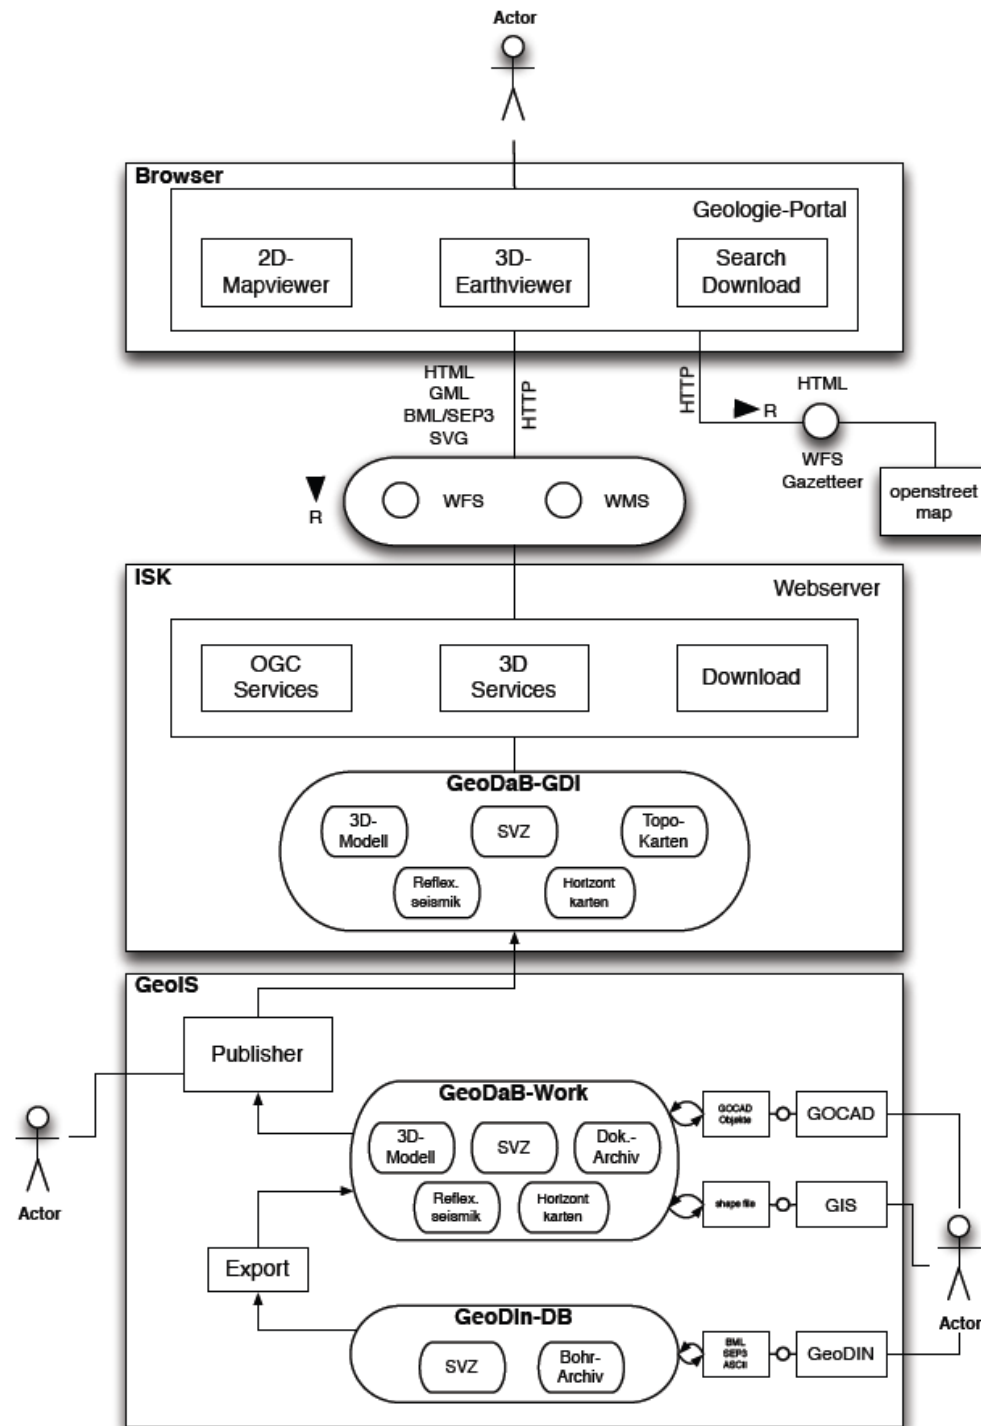 Actor
Browser
Geologie-Portal
2D-
Mapviewer
3D-
Earthviewer
Search
Download
HTML
GML
BML/SEP3
SVG
HTTP
HTTP
R
HTML
WFS
Gazetteer
openstreet
map
R
WFS
WMS
ISK
Webserver
OGC
Services
3D
Services
Download
GeoDaB-GDI
3D-
Modell
SVZ
Topo-
Karten
Reflex.
seismik
Horizont
karten
GeoIS
Publisher
GeoDaB-Work
3D-
Modell
SVZ
Dok.-
Archiv
Reflex.
seismik
Horizont
karten
GOCAD
Objekte
GOCAD
shape file
GIS
Actor
Export
GeoDIn-DB
SVZ
Bohr-
Archiv
BML
SEP3
ASCII
GeoDIN
Actor